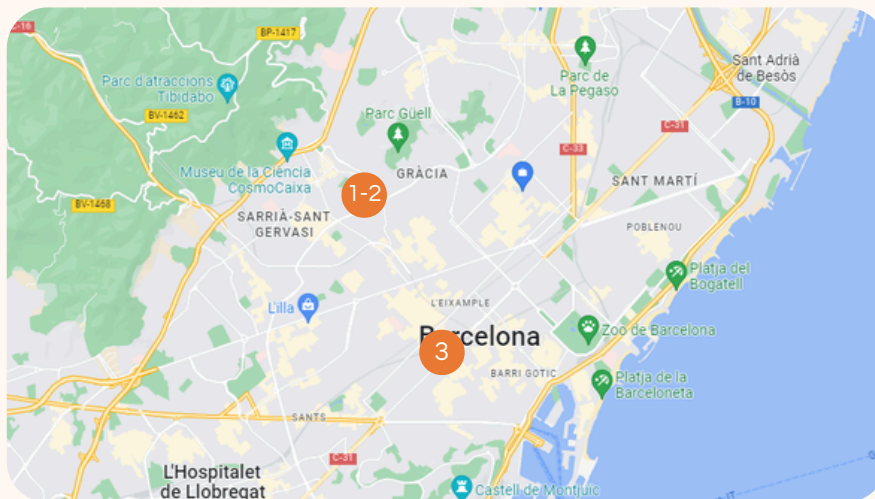 C-16
BP-1417
Parc d'atraccions
Tibidabo
BV-1462
Parc de
La Pegaso
Sant Adrià
de Besòs
B-10
C-31
Parc Güell
C-33
Museu de la Ciència
CosmoCaixa
GRÀCIA
1-2
SANT MARTÍ
BV-1468
SARRIÀ-SANT
GERVASI
POBLENOU
Platja del
Bogatell
L'illa
L'EIXAMPLE
Barcelona
Zoo de Barcelona
3
BARRI GOTIC
Platja de la
Barceloneta
SANTS
C-31
L'Hospitalet
de Llobregat
Castell de Montjuïc